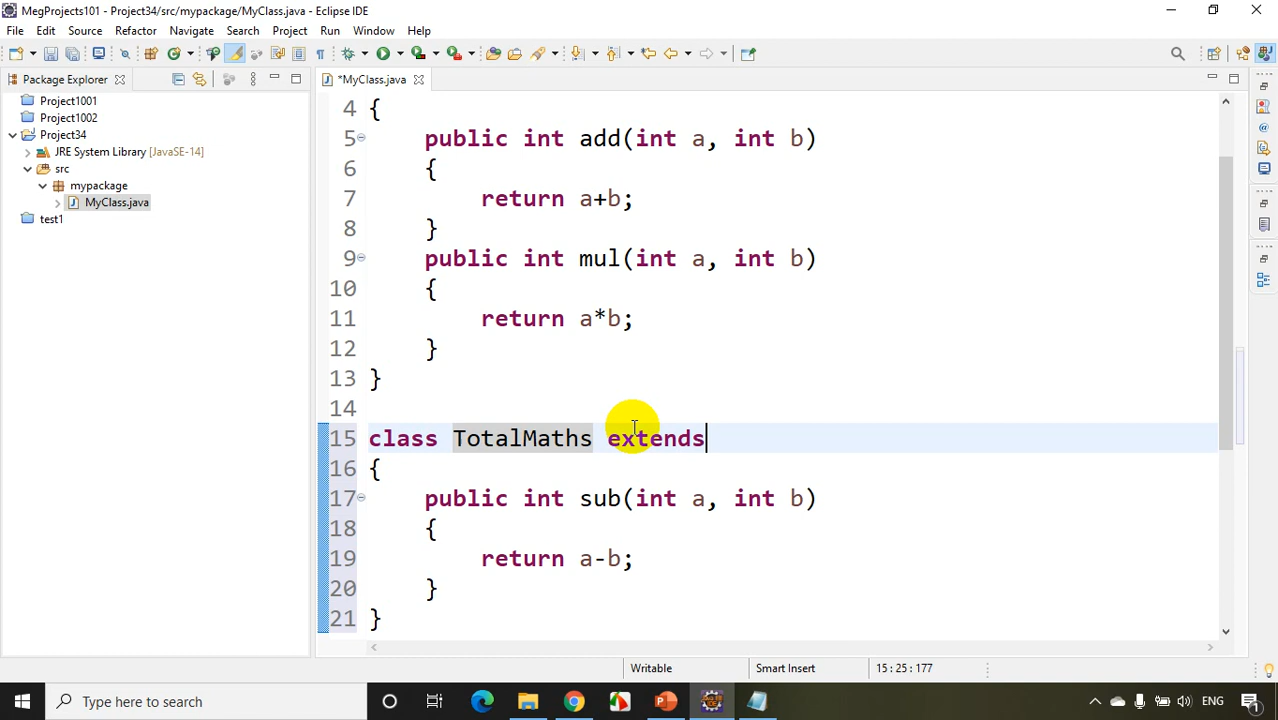 MegProjects101 - Project34/src/mypackage/MyClass.java - Eclipse IDE
File Edit Source Refactor Navigate Search Project Run Window Help
Package Explorer
*MyClass.java
Project1001
Project1002
Project34
JRE System Library [JavaSE-14]
src
mypackage
MyClass.java
test1
4 {
5 public int add(int a, int b)
6 {
7 return a+b;
8 }
9 public int mul(int a, int b)
10 {
11 return a*b;
12 }
13 }
14
15 class TotalMaths extends
16 {
17 public int sub(int a, int b)
18 {
19 return a-b;
20 }
21 }
Writable Smart Insert 15 : 25 : 177
Type here to search
ENG
1